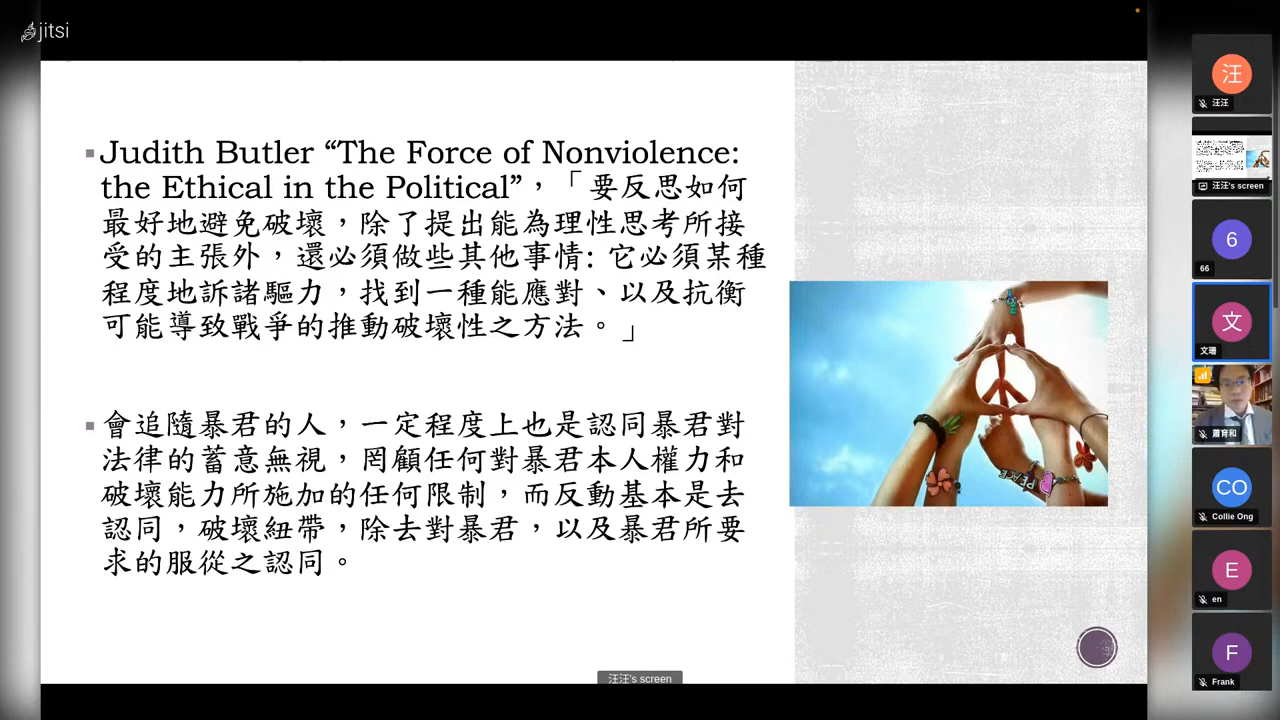 jitsi
Judith Butler “The Force of Nonviolence:
the Ethical in the Political”，「要反思如何
最好地避免破壞，除了提出能為理性思考所接
受的主張外，還必須做些其他事情: 它必須某種
程度地訴諸驅力，找到一種能應對、以及抗衡
可能導致戰爭的推動破壞性之方法。」
會追隨暴君的人，一定程度上也是認同暴君對
法律的蓄意無視，罔顧任何對暴君本人權力和
破壞能力所施加的任何限制，而反動基本是去
認同，破壞紐帶，除去對暴君，以及暴君所要
求的服從之認同。
PEACE
汪汪's screen
汪
汪汪
汪汪's screen
6
66
文
文珊
蕭育和
CO
Collie Ong
E
en
F
Frank